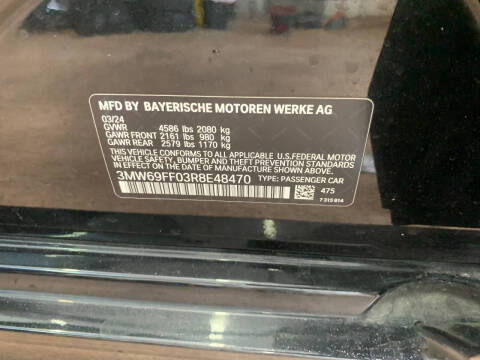 MFD BY BAYERISCHE MOTOREN WERKE AG
03/24
GVWR 4586 lbs 2080 kg
GAWR FRONT 2161 lbs 980 kg
GAWR REAR 2579 lbs 1170 kg
THIS VEHICLE CONFORMS TO ALL APPLICABLE U.S.FEDERAL MOTOR
VEHICLE SAFETY, BUMPER, AND THEFT PREVENTION STANDARDS
IN EFFECT ON THE DATE OF MANUFACTURE SHOWN ABOVE.
3MW69FF03R8E48470 TYPE: PASSENGER CAR
475
7 315 814